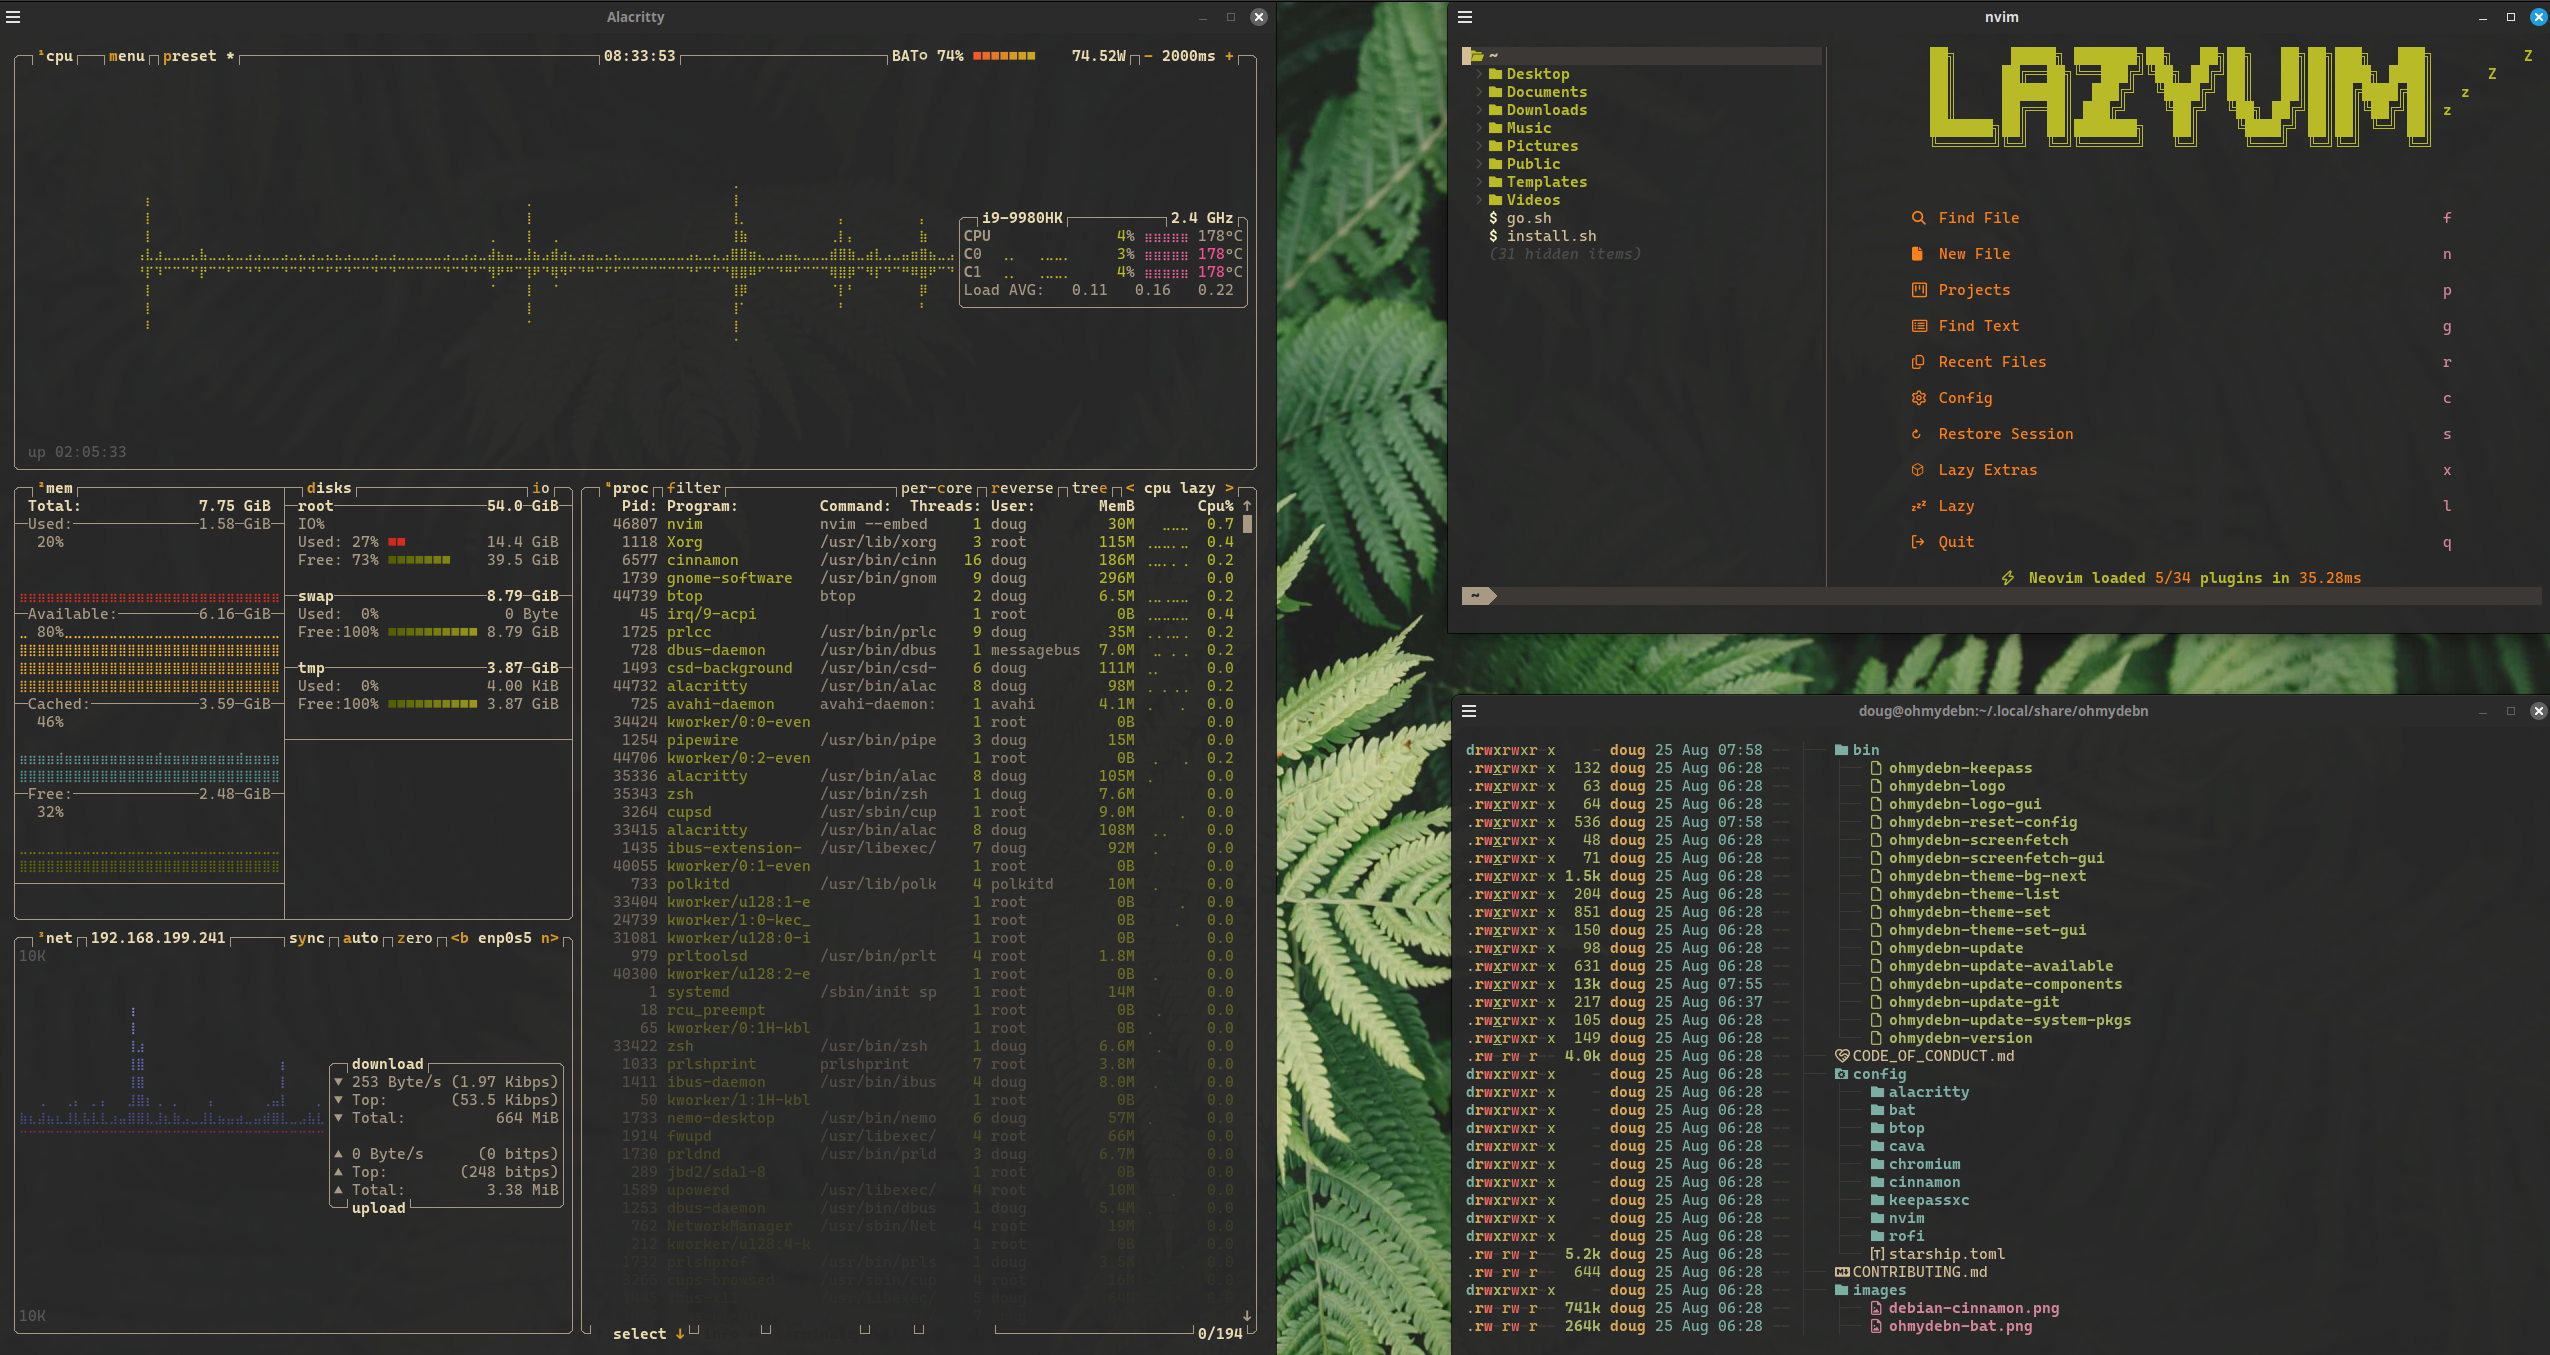 Alacritty
¹cpu menu preset * 08:33:53 BAT 74% 74.52W - 2000ms +
i9-9980HK 2.4 GHz
CPU 4% 178°C
C0 3% 178°C
C1 4% 178°C
Load AVG: 0.11 0.16 0.22
up 02:05:33
²mem
Total: 7.75 GiB
Used: 1.58 GiB
20%
Available: 6.16 GiB
80%
Cached: 3.59 GiB
46%
Free: 2.48 GiB
32%
disks io
root 54.0 GiB
IO%
Used: 27% 14.4 GiB
Free: 73% 39.5 GiB
swap 8.79 GiB
Used: 0% 0 Byte
Free:100% 8.79 GiB
tmp 3.87 GiB
Used: 0% 4.00 KiB
Free:100% 3.87 GiB
³net 192.168.199.241 sync auto zero <b enp0s5 n>
10K
download
▼ 253 Byte/s (1.97 Kibps)
▼ Top: (53.5 Kibps)
▼ Total: 664 MiB
▲ 0 Byte/s (0 bitps)
▲ Top: (248 bitps)
▲ Total: 3.38 MiB
upload
10K
⁴proc filter per-core reverse tree < cpu lazy >
Pid: Program: Command: Threads: User: MemB Cpu% ↑
46807 nvim nvim --embed 1 doug 30M 0.7
1118 Xorg /usr/lib/xorg 3 root 115M 0.4
6577 cinnamon /usr/bin/cinn 16 doug 186M 0.2
1739 gnome-software /usr/bin/gnom 9 doug 296M 0.0
44739 btop btop 2 doug 6.5M 0.2
45 irq/9-acpi 1 root 0B 0.4
1725 prlcc /usr/bin/prlc 9 doug 35M 0.2
728 dbus-daemon /usr/bin/dbus 1 messagebus 7.0M 0.2
1493 csd-background /usr/bin/csd- 6 doug 111M 0.0
44732 alacritty /usr/bin/alac 8 doug 98M 0.2
725 avahi-daemon avahi-daemon: 1 avahi 4.1M 0.0
34424 kworker/0:0-even 1 root 0B 0.0
1254 pipewire /usr/bin/pipe 3 doug 15M 0.0
44706 kworker/0:2-even 1 root 0B 0.2
35336 alacritty /usr/bin/alac 8 doug 105M 0.0
35343 zsh /usr/bin/zsh 1 doug 7.6M 0.0
3264 cupsd /usr/sbin/cup 1 root 9.0M 0.0
33415 alacritty /usr/bin/alac 8 doug 108M 0.0
1435 ibus-extension- /usr/libexec/ 7 doug 92M 0.0
40055 kworker/0:1-even 1 root 0B 0.0
733 polkitd /usr/lib/polk 4 polkitd 10M 0.0
33404 kworker/u128:1-e 1 root 0B 0.0
24739 kworker/1:0-kec_ 1 root 0B 0.0
31081 kworker/u128:0-i 1 root 0B 0.0
979 prltoolsd /usr/bin/prlt 4 root 1.8M 0.0
40300 kworker/u128:2-e 1 root 0B 0.0
1 systemd /sbin/init sp 1 root 14M 0.0
18 rcu_preempt 1 root 0B 0.0
65 kworker/0:1H-kbl 1 root 0B 0.0
33422 zsh /usr/bin/zsh 1 doug 6.6M 0.0
1033 prlshprint prlshprint 7 root 3.8M 0.0
1411 ibus-daemon /usr/bin/ibus 4 doug 8.0M 0.0
50 kworker/1:1H-kbl 1 root 0B 0.0
1733 nemo-desktop /usr/bin/nemo 6 doug 57M 0.0
1914 fwupd /usr/libexec/ 4 root 66M 0.0
1730 prldnd /usr/bin/prld 3 doug 6.7M 0.0
289 jbd2/sda1-8 1 root 0B 0.0
1589 upowerd /usr/libexec/ 4 root 10M 0.0
1253 dbus-daemon /usr/bin/dbus 1 doug 5.4M 0.0
762 NetworkManager /usr/sbin/Net 4 root 19M 0.0
212 kworker/u128:4-k 1 root 0B 0.0
1732 prlshprof /usr/bin/prls 1 doug 3.5M 0.0
3265 cups-browsed /usr/sbin/cup 4 root 16M 0.0
select ↓ 0/194 ↓
nvim
~
Desktop
Documents
Downloads
Music
Pictures
Public
Templates
Videos
$ go.sh
$ install.sh
(31 hidden items)
~
LAZYVIM Z Z z z
Find File f
New File n
Projects p
Find Text g
Recent Files r
Config c
Restore Session s
Lazy Extras x
Lazy l
Quit q
Neovim loaded 5/34 plugins in 35.28ms
doug@ohmydebn:~/.local/share/ohmydebn
drwxrwxr-x - doug 25 Aug 07:58 -- bin
.rwxrwxr-x 132 doug 25 Aug 06:28 -- ohmydebn-keepass
.rwxrwxr-x 63 doug 25 Aug 06:28 -- ohmydebn-logo
.rwxrwxr-x 64 doug 25 Aug 06:28 -- ohmydebn-logo-gui
.rwxrwxr-x 536 doug 25 Aug 07:58 -- ohmydebn-reset-config
.rwxrwxr-x 48 doug 25 Aug 06:28 -- ohmydebn-screenfetch
.rwxrwxr-x 71 doug 25 Aug 06:28 -- ohmydebn-screenfetch-gui
.rwxrwxr-x 1.5k doug 25 Aug 06:28 -- ohmydebn-theme-bg-next
.rwxrwxr-x 204 doug 25 Aug 06:28 -- ohmydebn-theme-list
.rwxrwxr-x 851 doug 25 Aug 06:28 -- ohmydebn-theme-set
.rwxrwxr-x 150 doug 25 Aug 06:28 -- ohmydebn-theme-set-gui
.rwxrwxr-x 98 doug 25 Aug 06:28 -- ohmydebn-update
.rwxrwxr-x 631 doug 25 Aug 06:28 -- ohmydebn-update-available
.rwxrwxr-x 13k doug 25 Aug 07:55 -- ohmydebn-update-components
.rwxrwxr-x 217 doug 25 Aug 06:37 -- ohmydebn-update-git
.rwxrwxr-x 105 doug 25 Aug 06:28 -- ohmydebn-update-system-pkgs
.rwxrwxr-x 149 doug 25 Aug 06:28 -- ohmydebn-version
.rw-rw-r-- 4.0k doug 25 Aug 06:28 -- CODE_OF_CONDUCT.md
drwxrwxr-x - doug 25 Aug 06:28 -- config
drwxrwxr-x - doug 25 Aug 06:28 -- alacritty
drwxrwxr-x - doug 25 Aug 06:28 -- bat
drwxrwxr-x - doug 25 Aug 06:28 -- btop
drwxrwxr-x - doug 25 Aug 06:28 -- cava
drwxrwxr-x - doug 25 Aug 06:28 -- chromium
drwxrwxr-x - doug 25 Aug 06:28 -- cinnamon
drwxrwxr-x - doug 25 Aug 06:28 -- keepassxc
drwxrwxr-x - doug 25 Aug 06:28 -- nvim
drwxrwxr-x - doug 25 Aug 06:28 -- rofi
.rw-rw-r-- 5.2k doug 25 Aug 06:28 -- starship.toml
.rw-rw-r-- 644 doug 25 Aug 06:28 -- CONTRIBUTING.md
drwxrwxr-x - doug 25 Aug 06:28 -- images
.rw-rw-r-- 741k doug 25 Aug 06:28 -- debian-cinnamon.png
.rw-rw-r-- 264k doug 25 Aug 06:28 -- ohmydebn-bat.png